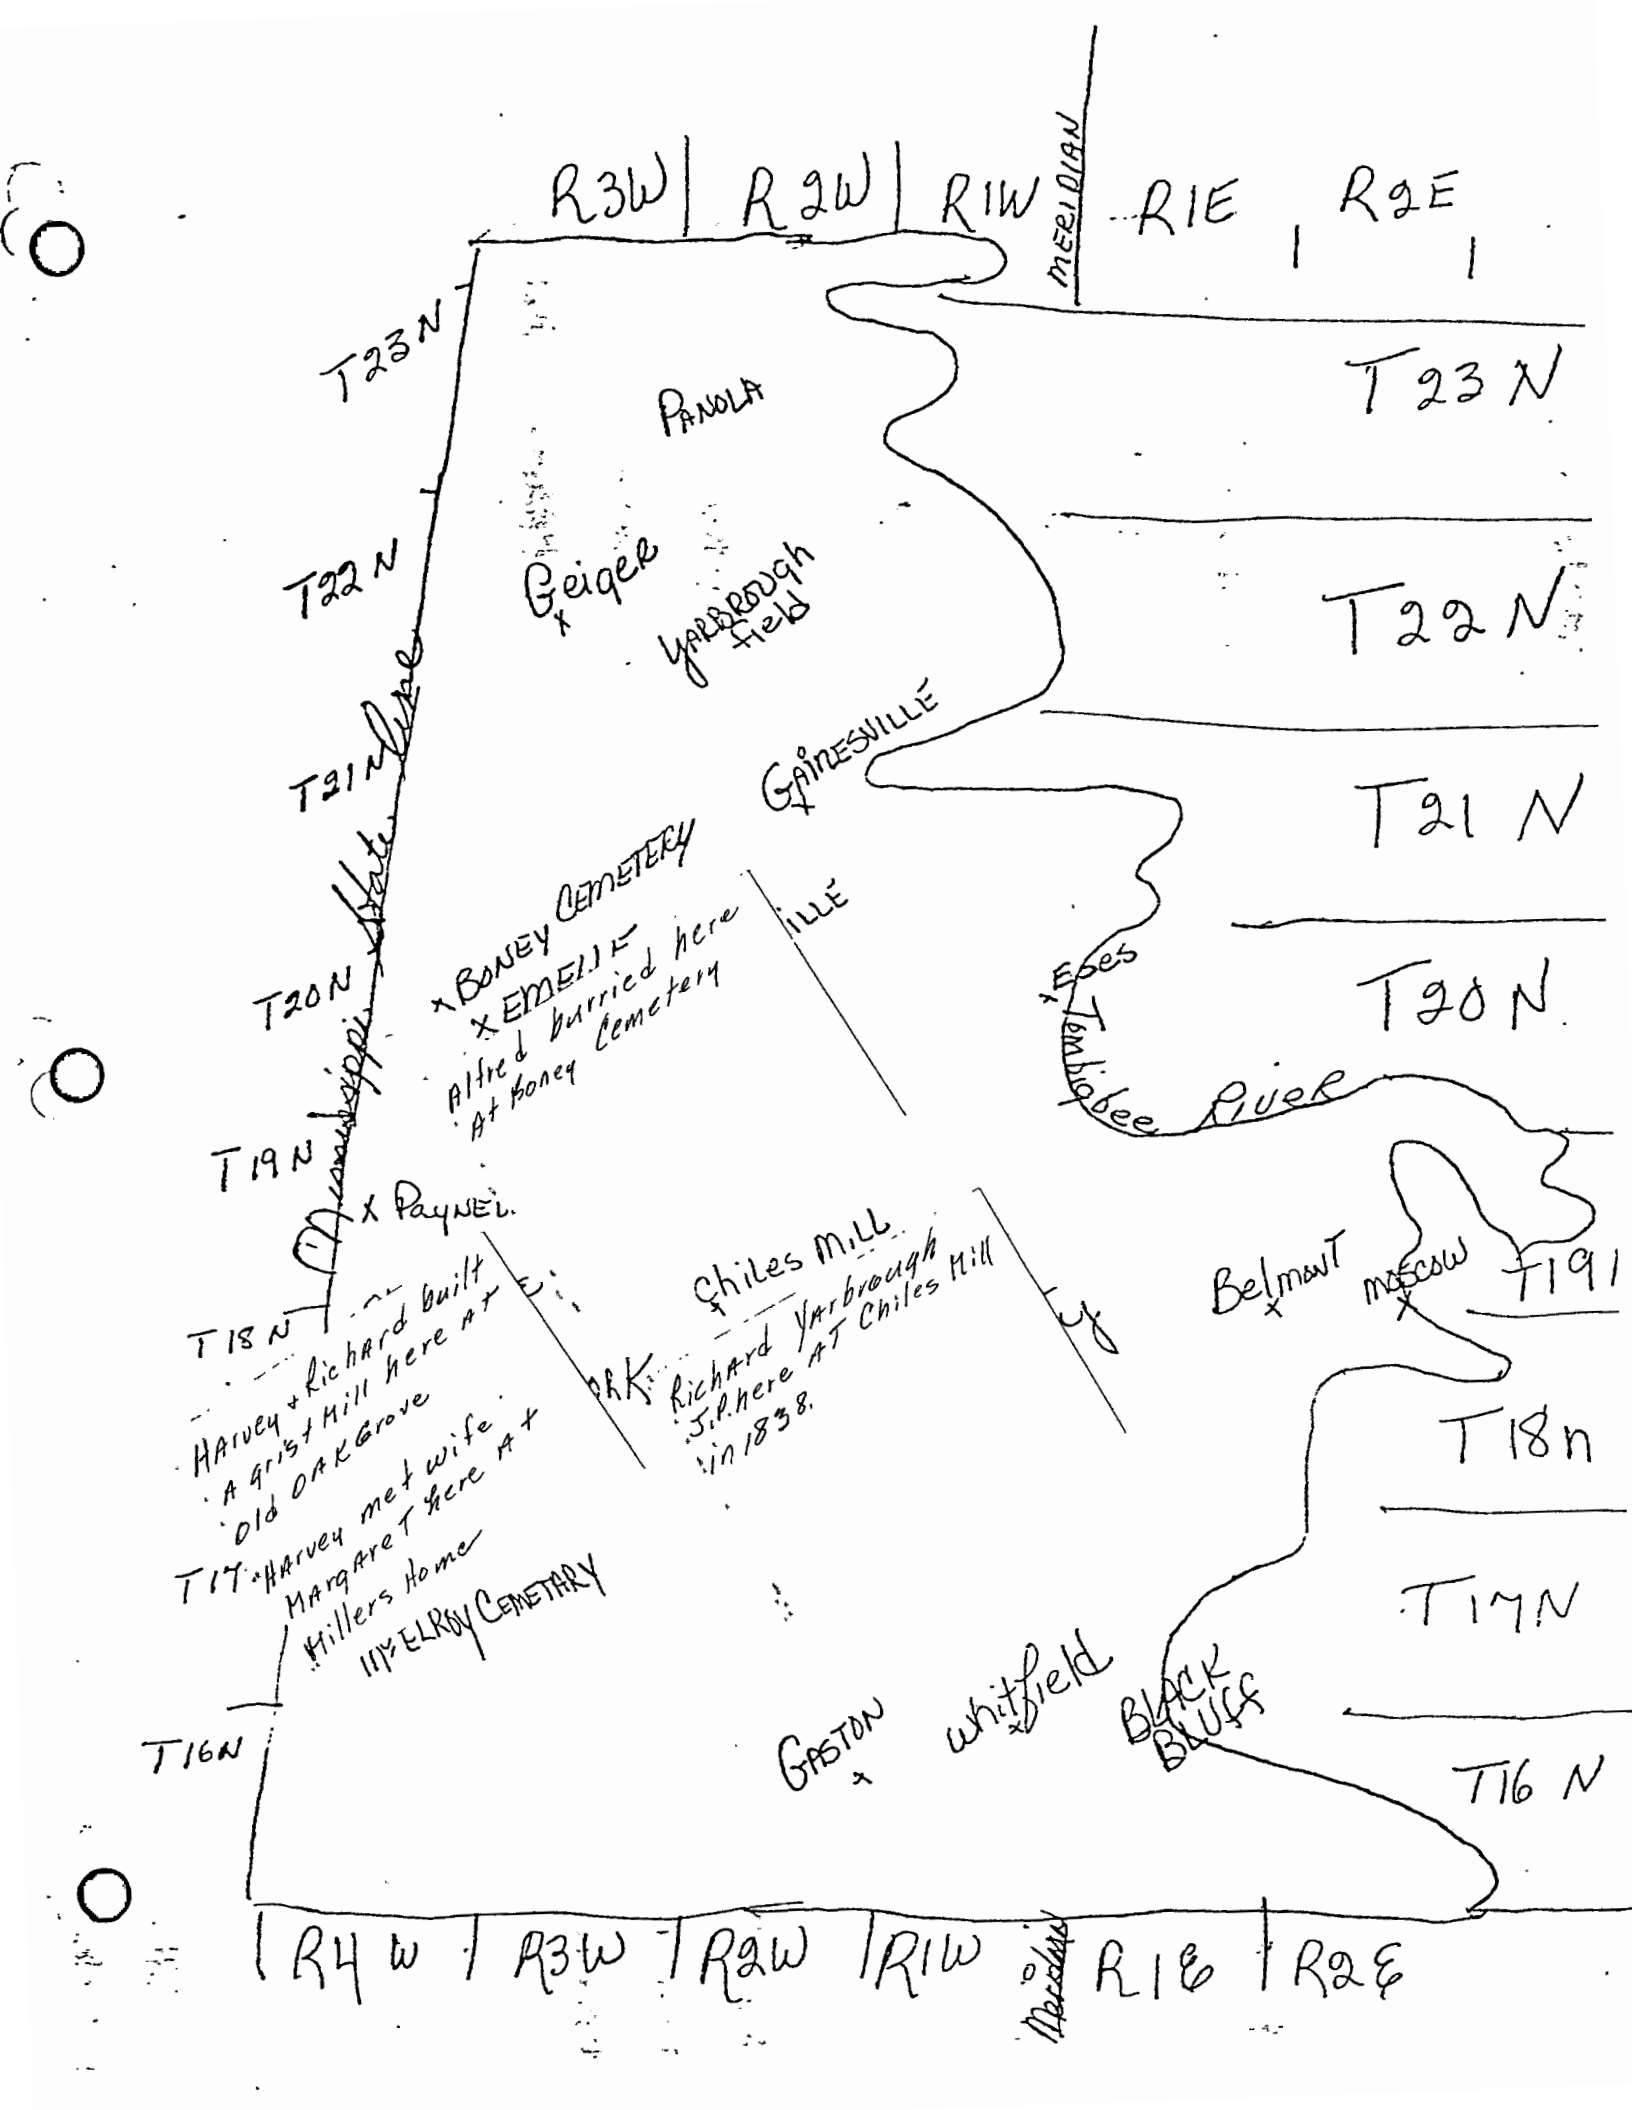 R3W R2W R1W MERIDIAN R1E R2E
T23N
T23N
PANOLA
T22N
Geiger
YARBROUGH
Field
T22N
T21N
Mississippi State Line
GAINESVILLE
T21N
BONEY CEMETERY
EMELLE
Alfred burried here
At Boney Cemetery
ILLE
T20N
Epes
T20N
Tombigbee River
T19N
PAYNEL.
Chiles MILL
Richard YArbrough
J.P. here AT Chiles Mill
in 1838.
y
BelmonT
moscow
T191
T18N
HArvey + RichArd built
A grist Mill here At
Old OAK Grove
E
ORK
T18n
T17
HArvey met wife
MArgAreT here At
Millers Home
McELROY CEMETARY
T17N
GASTON
whitfield
BLACK
BLUFF
T16N
T16N
R4W R3W R2W R1W Meridian R1E R2E